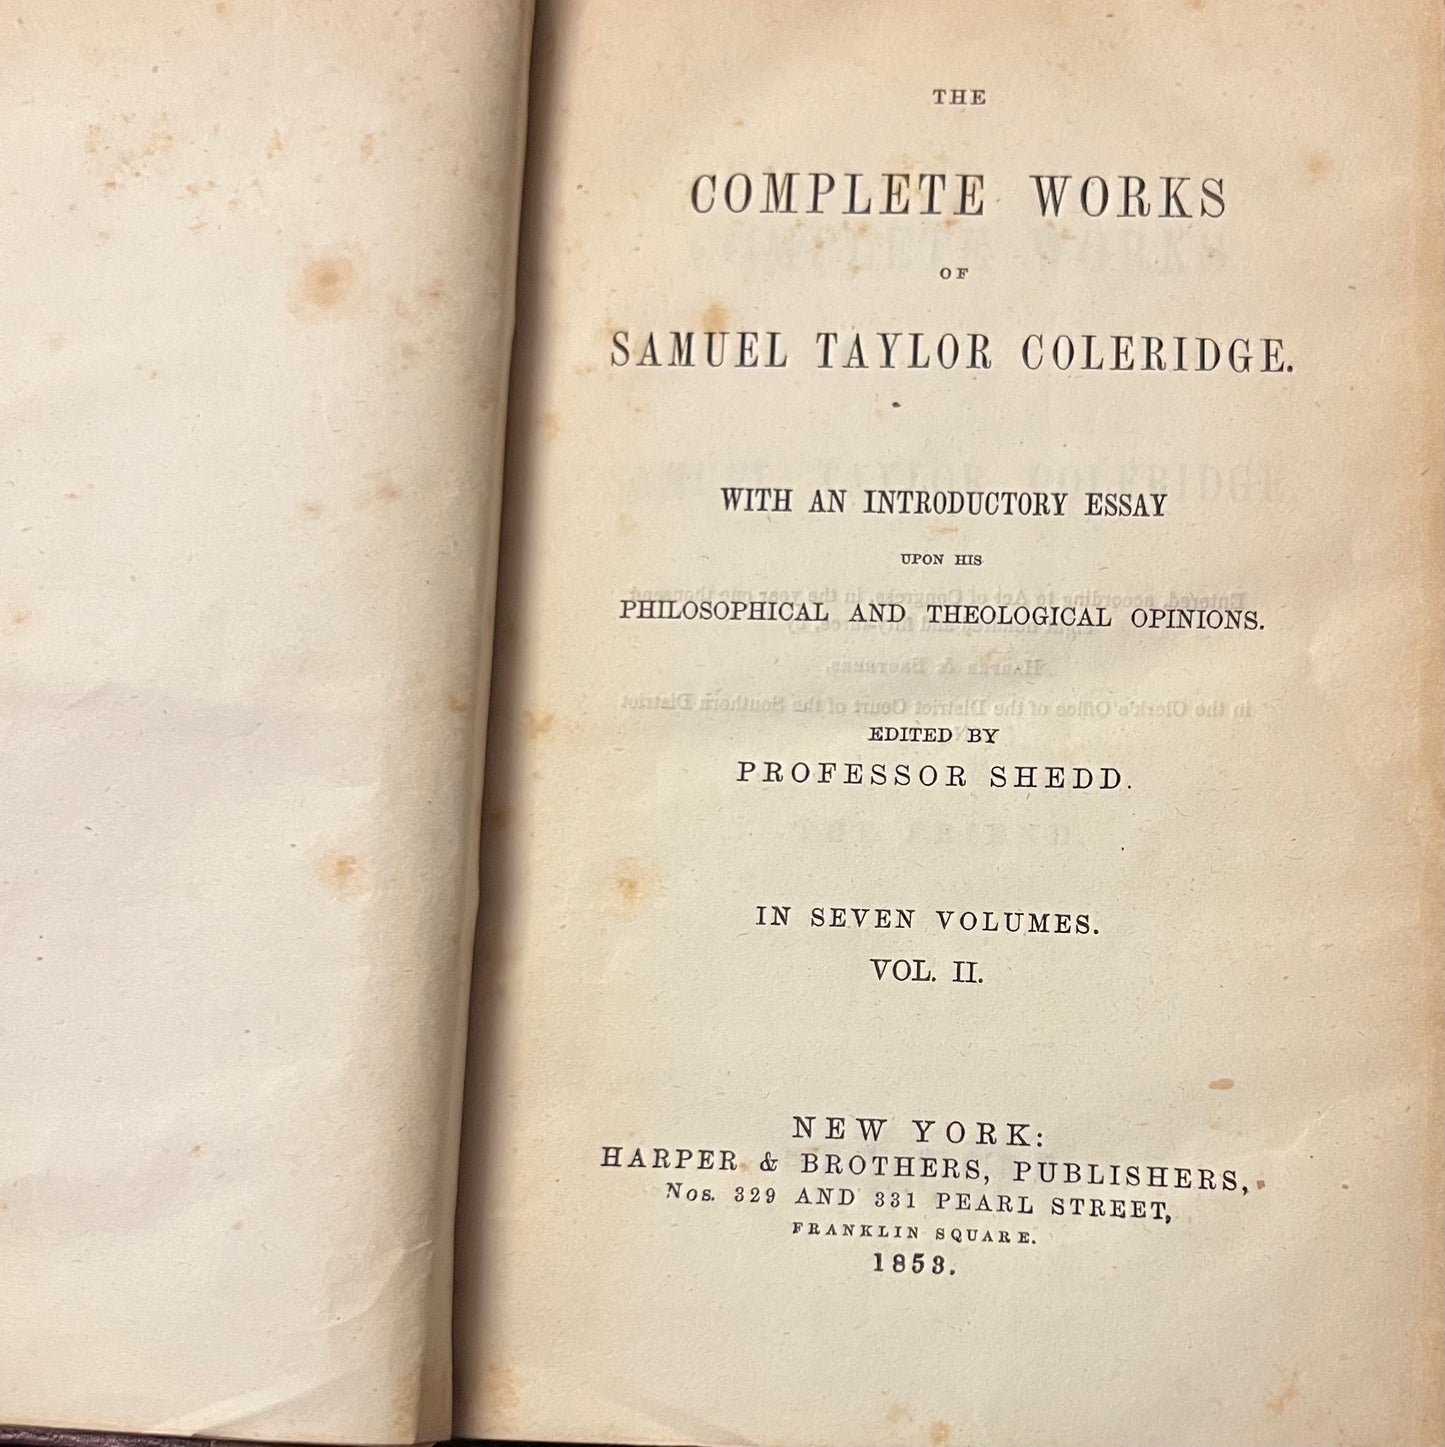 THE
COMPLETE WORKS
OF
SAMUEL TAYLOR COLERIDGE.
WITH AN INTRODUCTORY ESSAY
UPON HIS
PHILOSOPHICAL AND THEOLOGICAL OPINIONS.
EDITED BY
PROFESSOR SHEDD.
IN SEVEN VOLUMES.
VOL. II.
NEW YORK:
HARPER & BROTHERS, PUBLISHERS,
Nos. 329 AND 331 PEARL STREET,
FRANKLIN SQUARE.
1853.